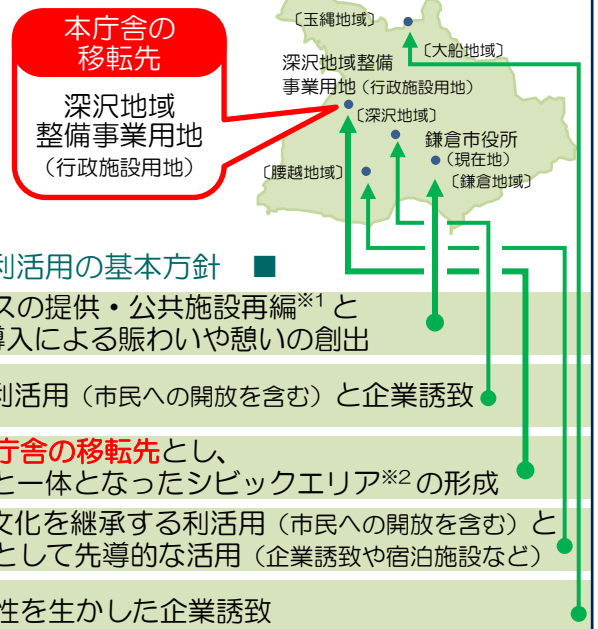 本庁舎の
移転先
深沢地域
整備事業用地
（行政施設用地）
〔玉縄地域〕
〔大船地域〕
深沢地域整備
事業用地（行政施設用地）
〔深沢地域〕
鎌倉市役所
（現在地）
〔腰越地域〕
〔鎌倉地域〕
利活用の基本方針 ■
スの提供・公共施設再編※1 と
導入による賑わいや憩いの創出
利活用（市民への開放を含む）と企業誘致
庁舎の移転先とし、
と一体となったシビックエリア※2 の形成
文化を継承する利活用（市民への開放を含む）と
として先導的な活用（企業誘致や宿泊施設など）
性を生かした企業誘致